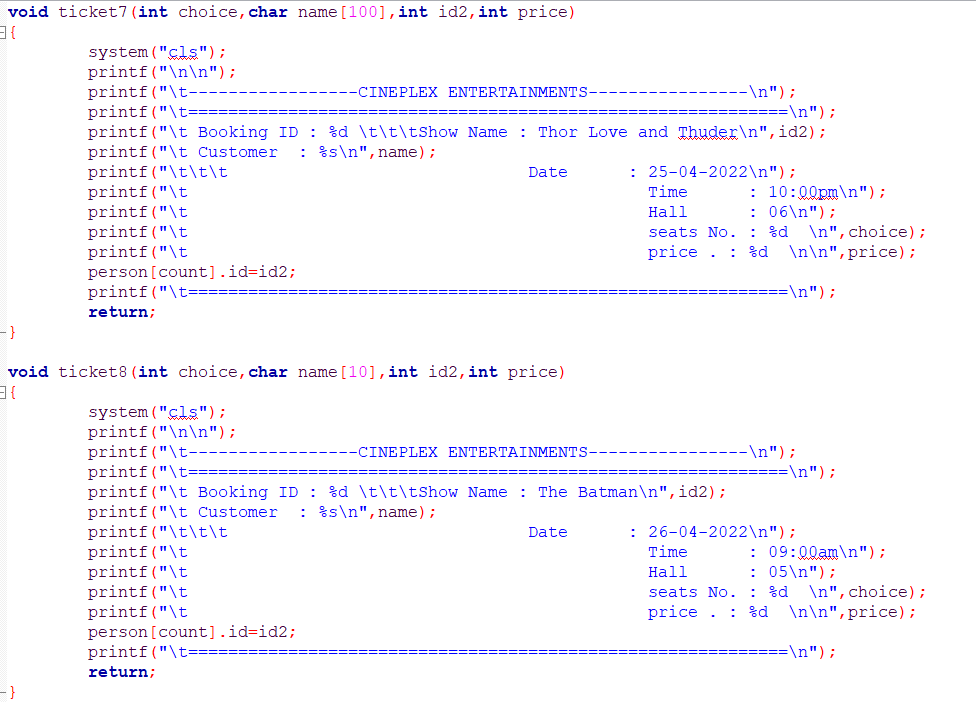 void ticket7(int choice,char name[100],int id2,int price)
{
        system("cls");
        printf("\n\n");
        printf("\t-----------------CINEPLEX ENTERTAINMENTS----------------\n");
        printf("\t============================================================\n");
        printf("\t Booking ID : %d \t\t\tShow Name : Thor Love and Thuder\n",id2);
        printf("\t Customer  : %s\n",name);
        printf("\t\t\t                              Date      : 25-04-2022\n");
        printf("\t                                              Time      : 10:00pm\n");
        printf("\t                                              Hall      : 06\n");
        printf("\t                                              seats No. : %d  \n",choice);
        printf("\t                                              price . : %d  \n\n",price);
        person[count].id=id2;
        printf("\t============================================================\n");
        return;
}
void ticket8(int choice,char name[10],int id2,int price)
{
        system("cls");
        printf("\n\n");
        printf("\t-----------------CINEPLEX ENTERTAINMENTS----------------\n");
        printf("\t============================================================\n");
        printf("\t Booking ID : %d \t\t\tShow Name : The Batman\n",id2);
        printf("\t Customer  : %s\n",name);
        printf("\t\t\t                              Date      : 26-04-2022\n");
        printf("\t                                              Time      : 09:00am\n");
        printf("\t                                              Hall      : 05\n");
        printf("\t                                              seats No. : %d  \n",choice);
        printf("\t                                              price . : %d  \n\n",price);
        person[count].id=id2;
        printf("\t============================================================\n");
        return;
}